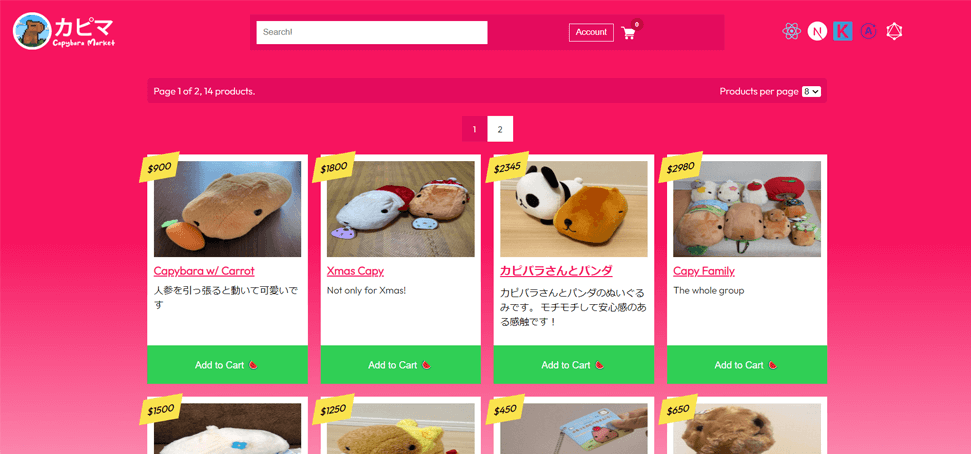 カピマ
Capybara Market
Search!
Account
0
N
K
A
Page 1 of 2, 14 products.
Products per page 8
1 2
$900
$1800
$2345
$2980
Capybara w/ Carrot
人参を引っ張ると動いて可愛いで
す
Xmas Capy
Not only for Xmas!
カピバラさんとパンダ
カピバラさんとパンダのぬいぐる
みです。 モチモチして安心感のあ
る感触です！
Capy Family
The whole group
Add to Cart
Add to Cart
Add to Cart
Add to Cart
$1500
$1250
$450
$650